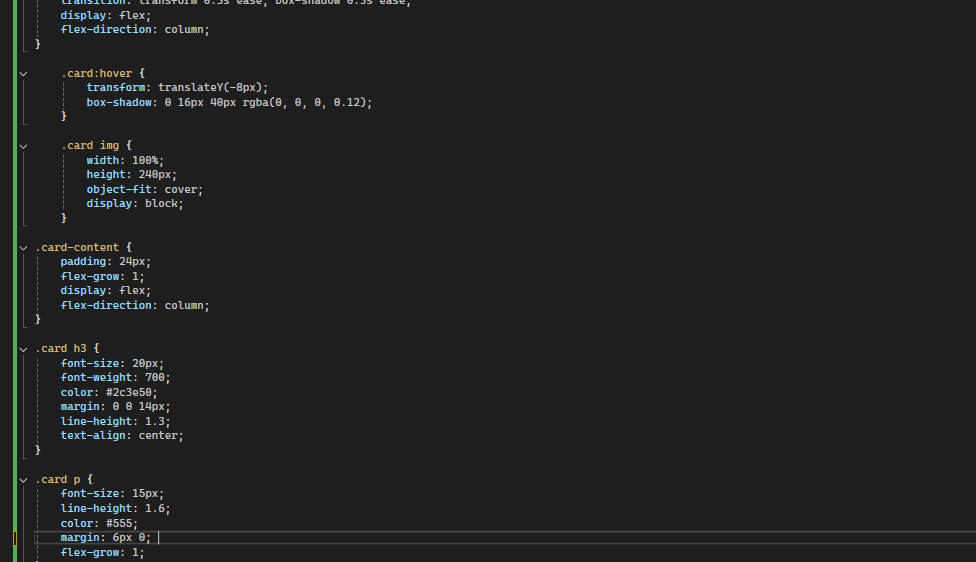 transition: transform 0.3s ease, box-shadow 0.3s ease;
display: flex;
flex-direction: column;
}
.card:hover {
transform: translateY(-8px);
box-shadow: 0 16px 40px rgba(0, 0, 0, 0.12);
}
.card img {
width: 100%;
height: 240px;
object-fit: cover;
display: block;
}
.card-content {
padding: 24px;
flex-grow: 1;
display: flex;
flex-direction: column;
}
.card h3 {
font-size: 20px;
font-weight: 700;
color: #2c3e50;
margin: 0 0 14px;
line-height: 1.3;
text-align: center;
}
.card p {
font-size: 15px;
line-height: 1.6;
color: #555;
margin: 6px 0;
flex-grow: 1;